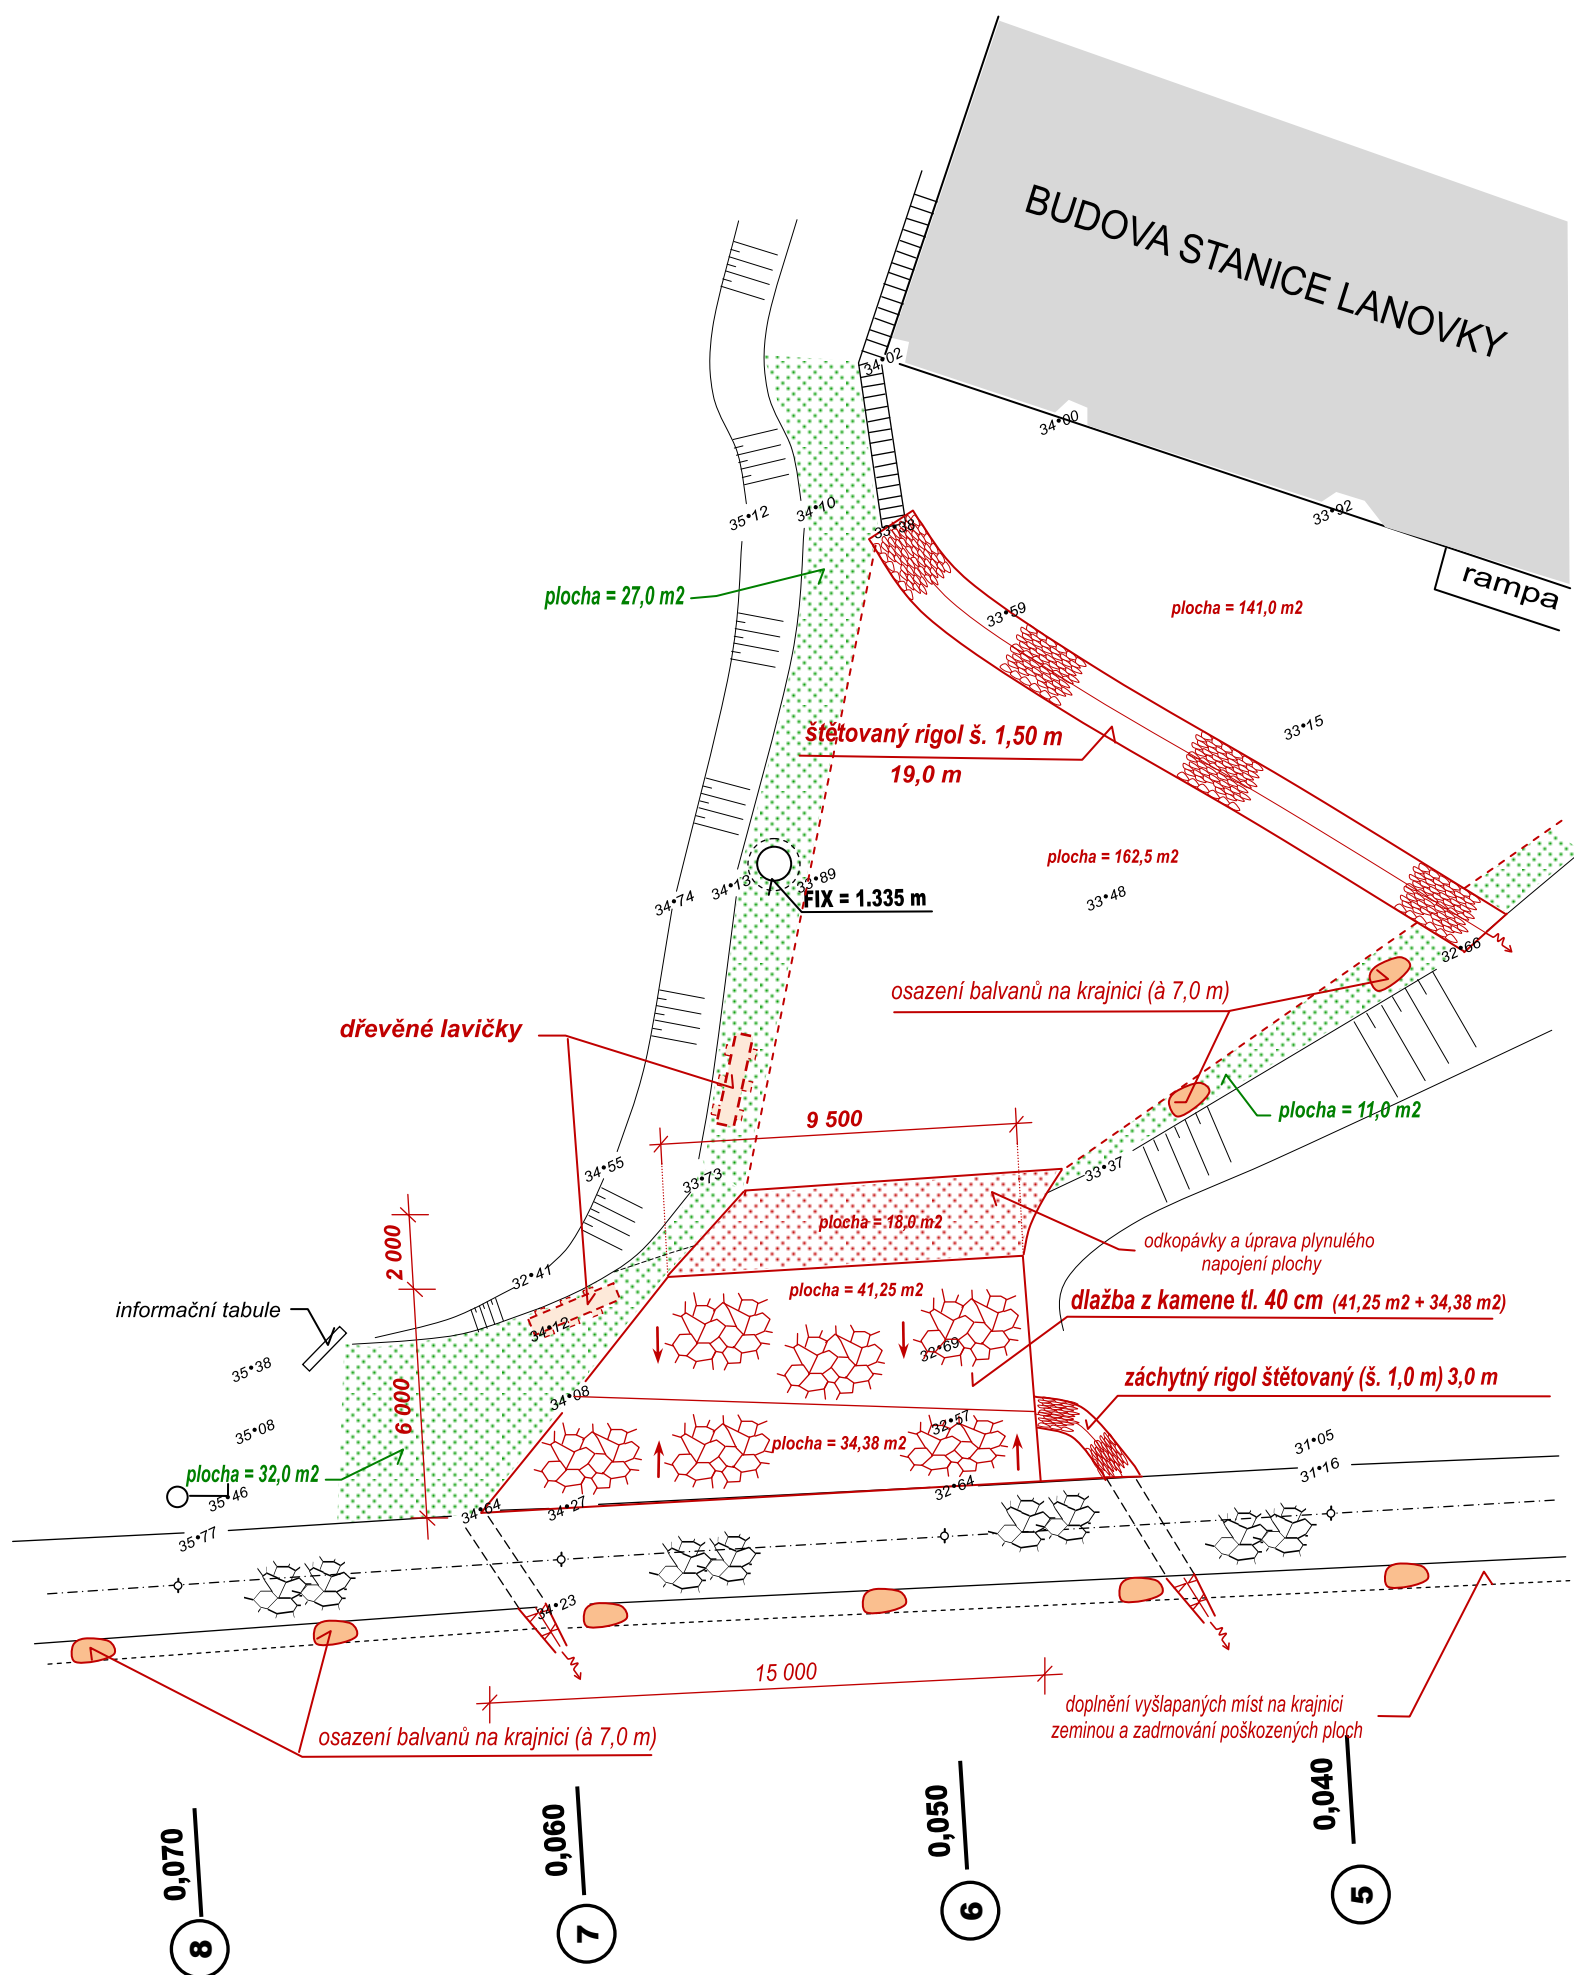 BUDOVA STANICE LANOVKY
34•02
34•00
33•92
35•12
34•10
33•38
rampa
plocha = 27,0 m2
33•59
plocha = 141,0 m2
štětovaný rigol š. 1,50 m
19,0 m
33•15
plocha = 162,5 m2
34•74
34•13
33•89
FIX = 1.335 m
33•48
32•66
osazení balvanů na krajnici (à 7,0 m)
dřevěné lavičky
9 500
plocha = 11,0 m2
34•55
33•73
33•37
2 000
plocha = 18,0 m2
odkopávky a úprava plynulého
napojení plochy
32•41
plocha = 41,25 m2
informační tabule
34•12
dlažba z kamene tl. 40 cm (41,25 m2 + 34,38 m2)
32•69
35•38
záchytný rigol štětovaný (š. 1,0 m) 3,0 m
6 000
34•08
35•08
32•57
plocha = 34,38 m2
31•05
plocha = 32,0 m2
31•16
35•46
34•64
34•27
32•64
35•77
34•23
15 000
osazení balvanů na krajnici (à 7,0 m)
doplnění vyšlapaných míst na krajnici
zeminou a zadrnování poškozených ploch
0,070
0,060
0,050
0,040
8
7
6
5